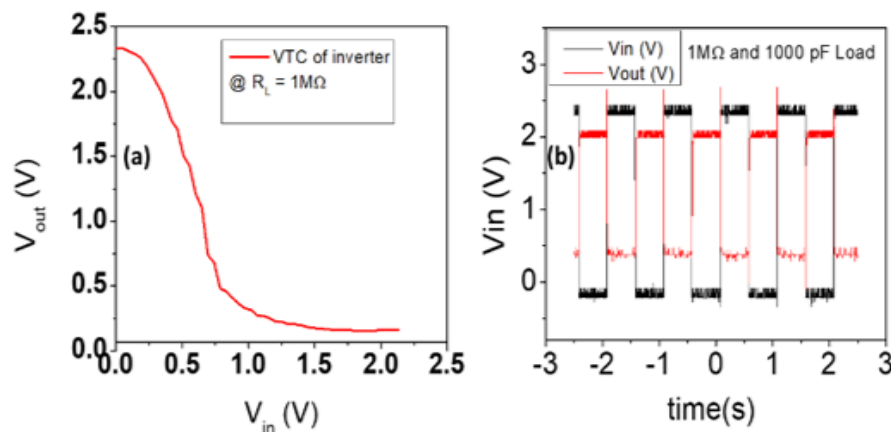 VTC of inverter
@ R_L = 1MΩ
(a)
V_out (V)
2.5
2.0
1.5
1.0
0.5
0.0
0.0 0.5 1.0 1.5 2.0
V_in (V)
Vin (V)
Vout (V)
1MΩ and 1000 pF Load
(b)
Vin (V)
3
2
1
0
-3 -2 -1 0 1 2 3
time(s)